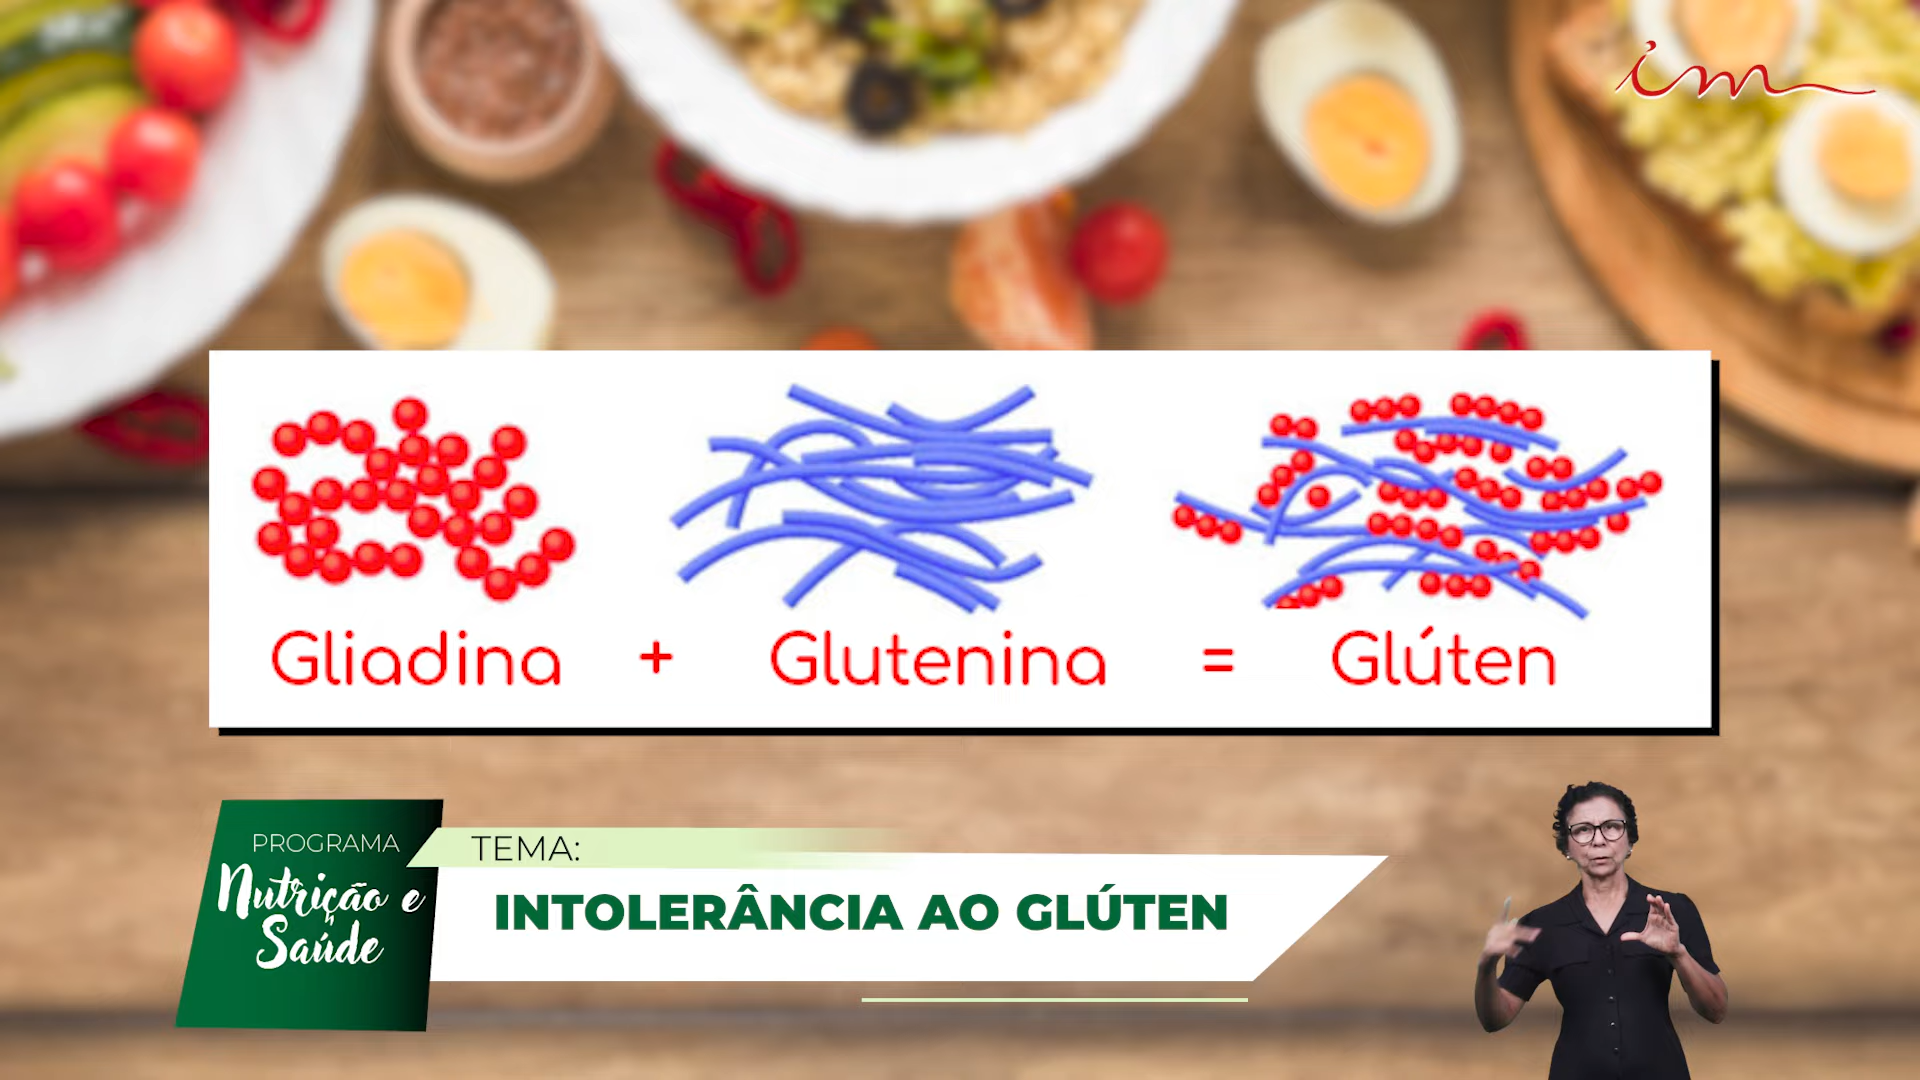 im
Gliadina + Glutenina = Glúten
PROGRAMA
Nutrição e
Saúde
TEMA:
INTOLERÂNCIA AO GLÚTEN